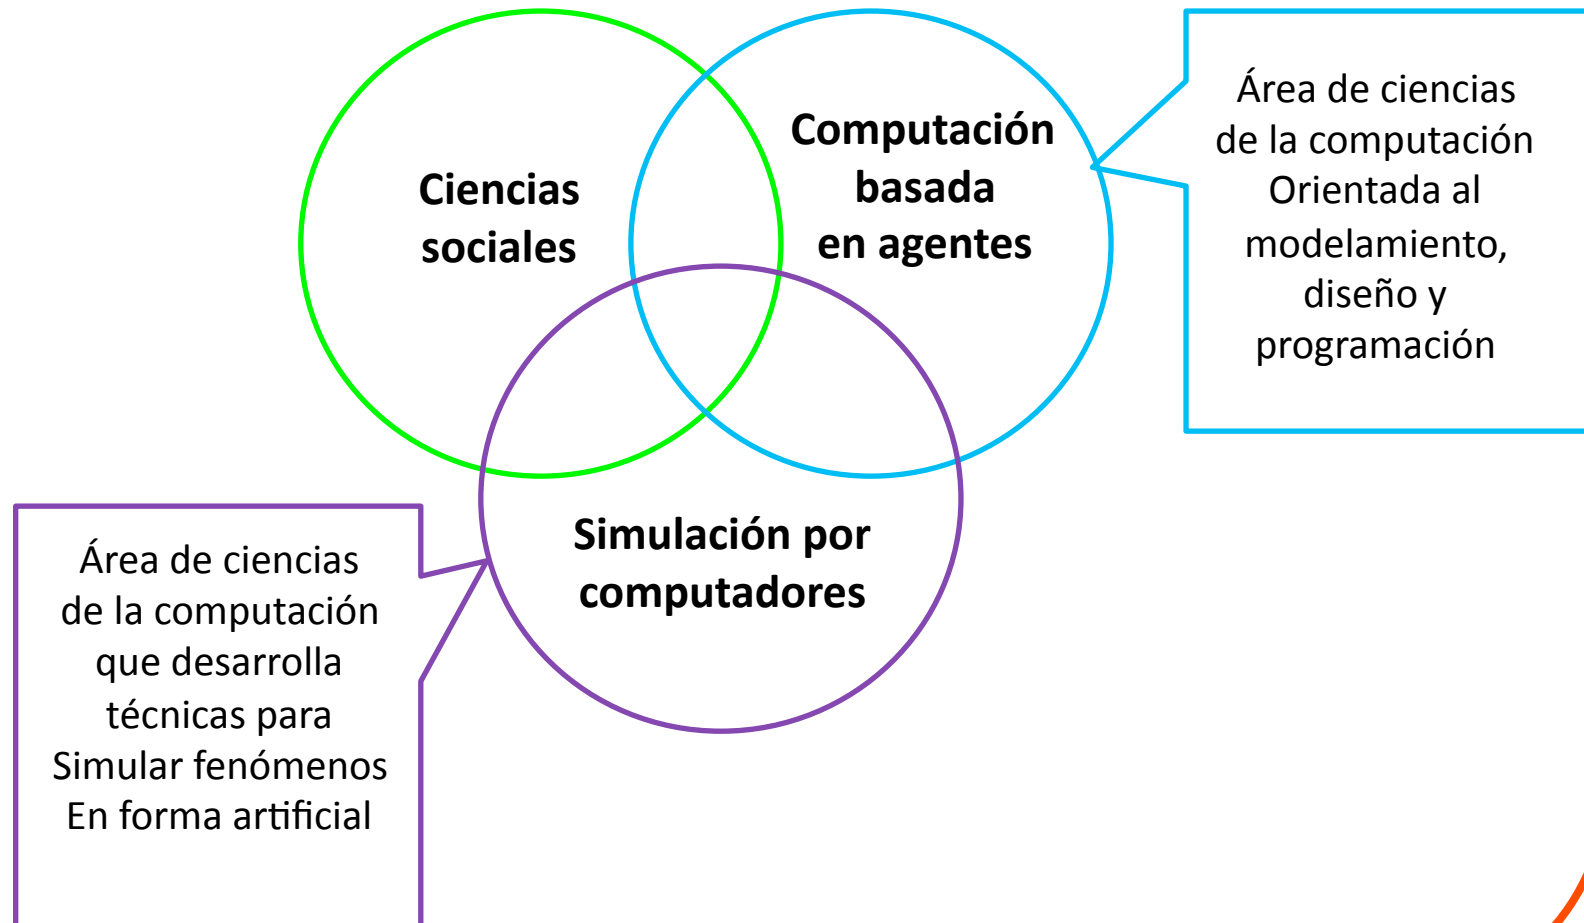 Ciencias
sociales
Computación
basada
en agentes
Área de ciencias
de la computación
Orientada al
modelamiento,
diseño y
programación
Simulación por
computadores
Área de ciencias
de la computación
que desarrolla
técnicas para
Simular fenómenos
En forma artificial